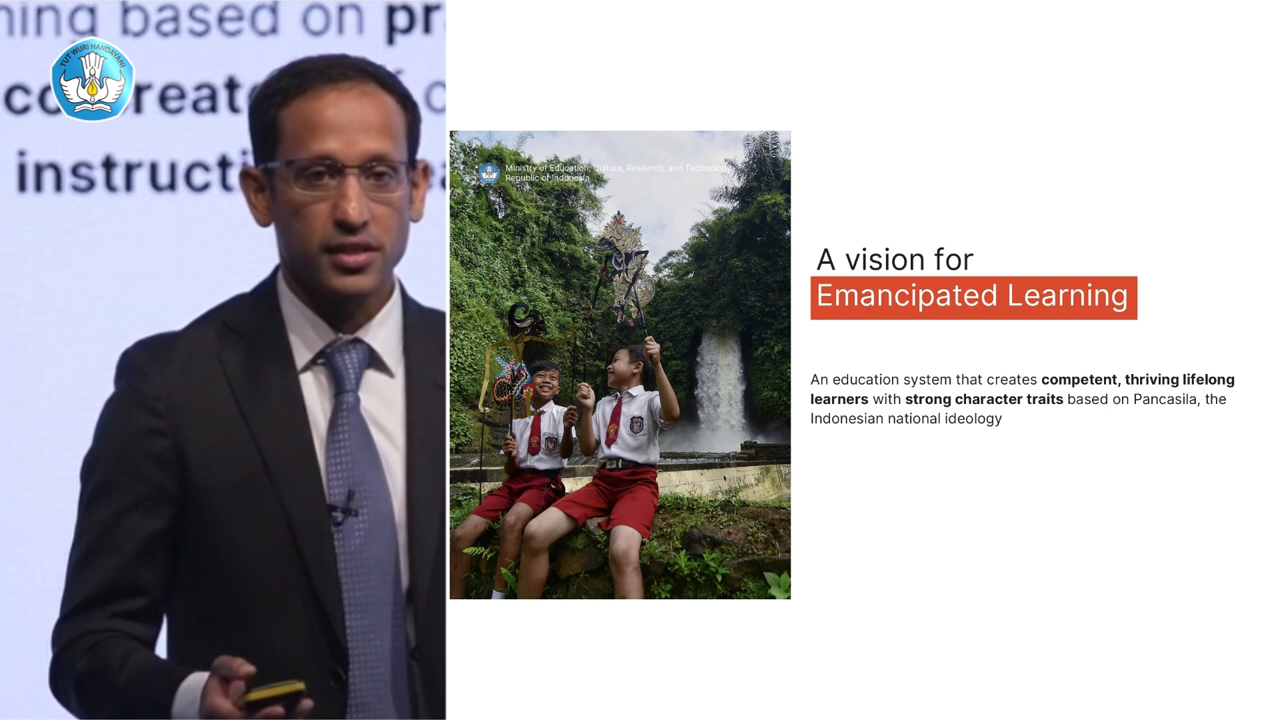 ning based on pr
TUT WURI HANDAYANI
co
reat
instructi
Ministry of Education, Culture, Research, and Technology
Republic of Indonesia
A vision for
Emancipated Learning
An education system that creates competent, thriving lifelong
learners with strong character traits based on Pancasila, the
Indonesian national ideology